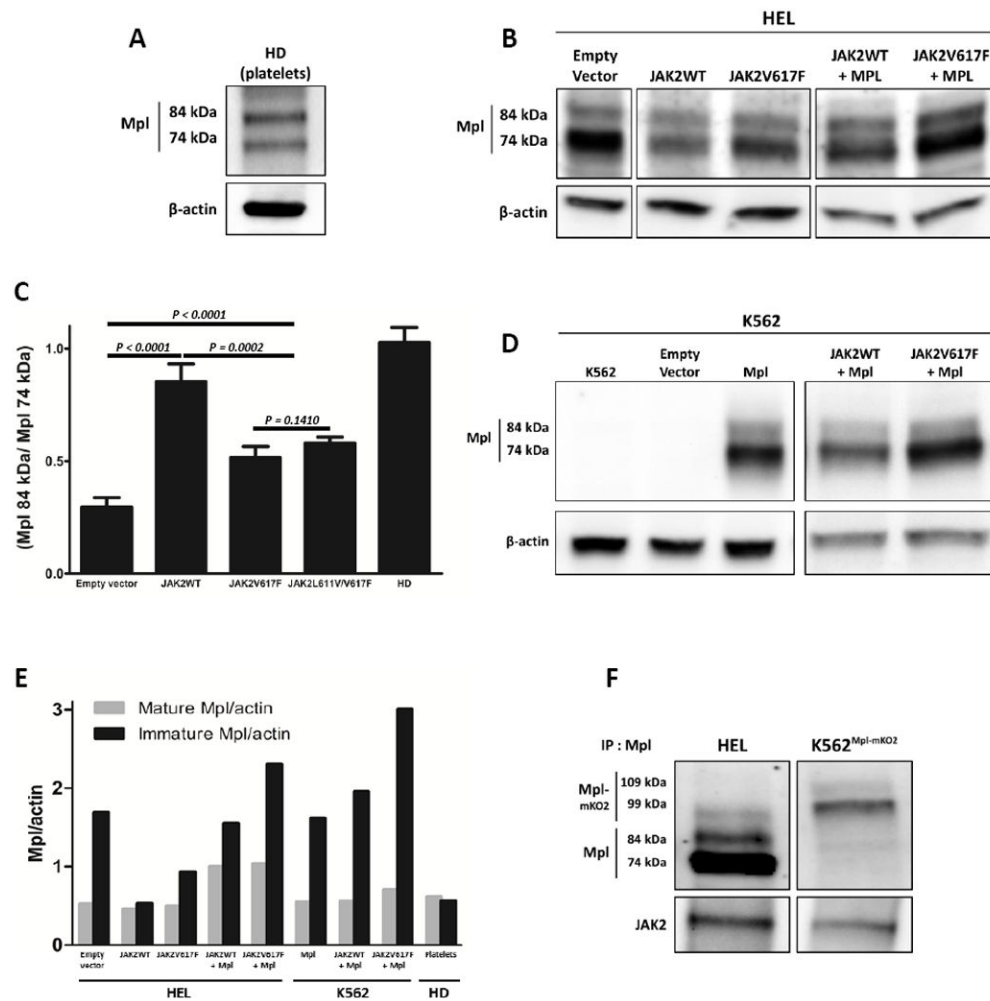 A
HD
(platelets)
Mpl
84 kDa
74 kDa
β-actin
B
HEL
Empty
Vector
JAK2WT
JAK2V617F
JAK2WT
+ MPL
JAK2V617F
+ MPL
Mpl
84 kDa
74 kDa
β-actin
C
P < 0.0001
P < 0.0001
P = 0.0002
P = 0.1410
(Mpl 84 kDa/ Mpl 74 kDa)
1.0
0.5
0.0
Empty vector
JAK2WT
JAK2V617F
JAK2L611V/V617F
HD
D
K562
K562
Empty
Vector
Mpl
JAK2WT
+ Mpl
JAK2V617F
+ Mpl
Mpl
84 kDa
74 kDa
β-actin
E
Mature Mpl/actin
Immature Mpl/actin
Mpl/actin
3
2
1
0
Empty
vector
JAK2WT
JAK2V617F
JAK2WT
+ Mpl
JAK2V617F
+ Mpl
Mpl
JAK2WT
+ Mpl
JAK2V617F
+ Mpl
Platelets
HEL
K562
HD
F
IP : Mpl
HEL
K562Mpl-mKO2
Mpl-
mKO2
109 kDa
99 kDa
Mpl
84 kDa
74 kDa
JAK2